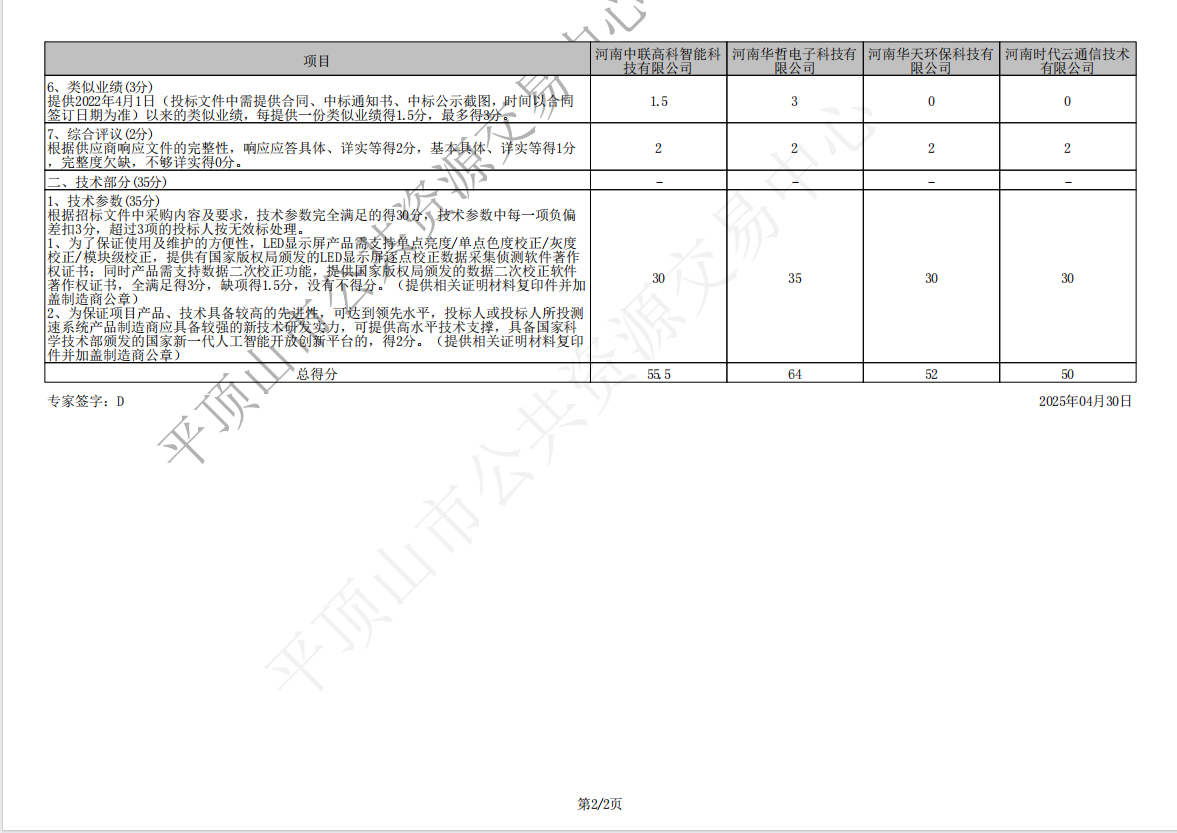 项目
河南中联高科智能科
技有限公司
河南华哲电子科技有
限公司
河南华天环保科技有
限公司
河南时代云通信技术
有限公司
6、类似业绩(3分)
提供2022年4月1日（投标文件中需提供合同、中标通知书、中标公示截图，时间以合同
签订日期为准）以来的类似业绩，每提供一份类似业绩得1.5分，最多得3分。
1.5
3
0
0
7、综合评议(2分)
根据供应商响应文件的完整性，响应应答具体、详实等得2分，基本具体、详实等得1分
，完整度欠缺，不够详实得0分。
2
2
2
2
二、技术部分(35分)
—
—
—
—
1、技术参数(35分)
根据招标文件中采购内容及要求，技术参数完全满足的得30分，技术参数中每一项负偏
差扣3分，超过3项的投标人按无效标处理。
1、为了保证使用及维护的方便性，LED显示屏产品需支持单点亮度/单点色度校正/灰度
校正/模块级校正，提供有国家版权局颁发的LED显示屏逐点校正数据采集侦测软件著作
权证书；同时产品需支持数据二次校正功能，提供国家版权局颁发的数据二次校正软件
著作权证书，全满足得3分，缺项得1.5分，没有不得分。（提供相关证明材料复印件并加
盖制造商公章）
2、为保证项目产品、技术具备较高的先进性，可达到领先水平，投标人或投标人所投测
速系统产品制造商应具备较强的新技术研发实力，可提供高水平技术支撑，具备国家科
学技术部颁发的国家新一代人工智能开放创新平台的，得2分。（提供相关证明材料复印
件并加盖制造商公章）
30
35
30
30
总得分
55.5
64
52
50
专家签字：D
2025年04月30日
平顶山市公共资源交易中心
平顶山市公共资源交易中心
第2/2页